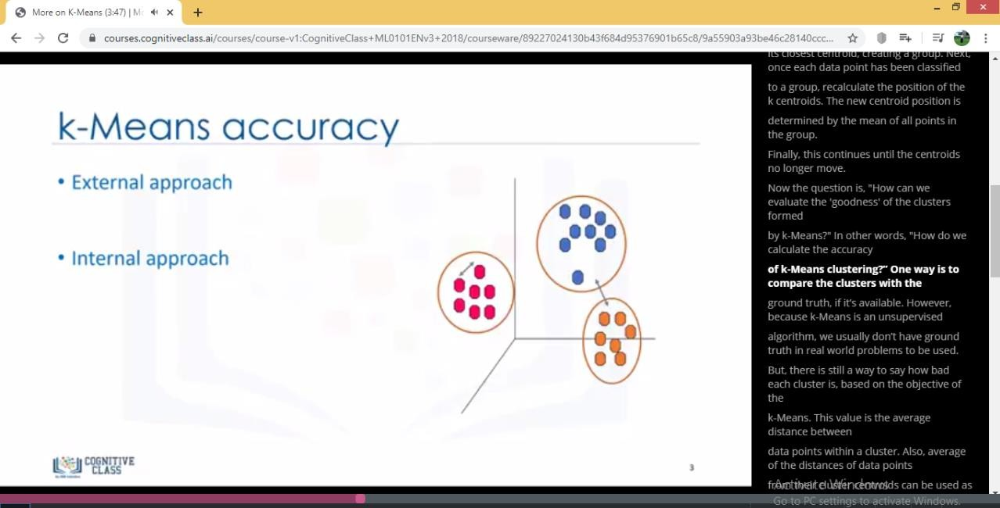 More on K-Means (3:47) | Mo
courses.cognitiveclass.ai/courses/course-v1:CognitiveClass+ML0101ENv3+2018/courseware/89227024130b43f684d95376901b65c8/9a55903a93be46c28140ccc...
k-Means accuracy
• External approach
• Internal approach
COGNITIVE
CLASS
3
its closest centroid, creating a group. Next,
once each data point has been classified
to a group, recalculate the position of the
k centroids. The new centroid position is
determined by the mean of all points in
the group.
Finally, this continues until the centroids
no longer move.
Now the question is, "How can we
evaluate the 'goodness' of the clusters
formed
by k-Means?" In other words, "How do we
calculate the accuracy
of k-Means clustering?” One way is to
compare the clusters with the
ground truth, if it’s available. However,
because k-Means is an unsupervised
algorithm, we usually don’t have ground
truth in real world problems to be used.
But, there is still a way to say how bad
each cluster is, based on the objective of
the
k-Means. This value is the average
distance between
data points within a cluster. Also, average
of the distances of data points
from their cluster centroids can be used as
Activate Windows
Go to PC settings to activate Windows.